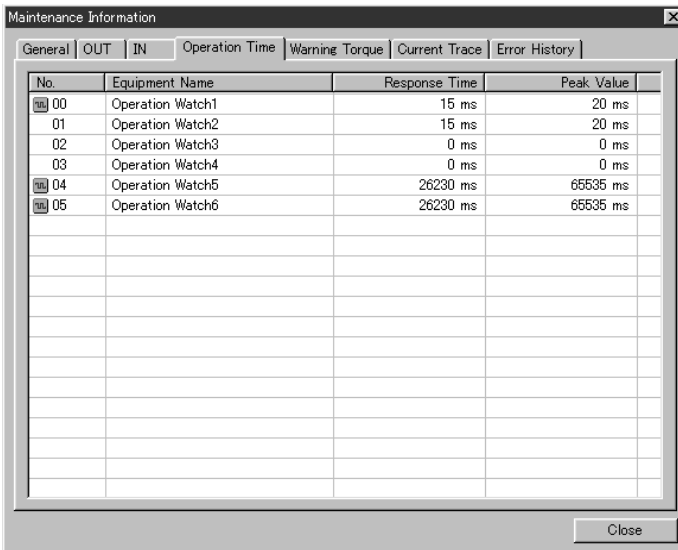 Maintenance Information
General OUT IN Operation Time Warning Torque Current Trace Error History
No. Equipment Name Response Time Peak Value
00 Operation Watch1 15 ms 20 ms
01 Operation Watch2 15 ms 20 ms
02 Operation Watch3 0 ms 0 ms
03 Operation Watch4 0 ms 0 ms
04 Operation Watch5 26230 ms 65535 ms
05 Operation Watch6 26230 ms 65535 ms
Close